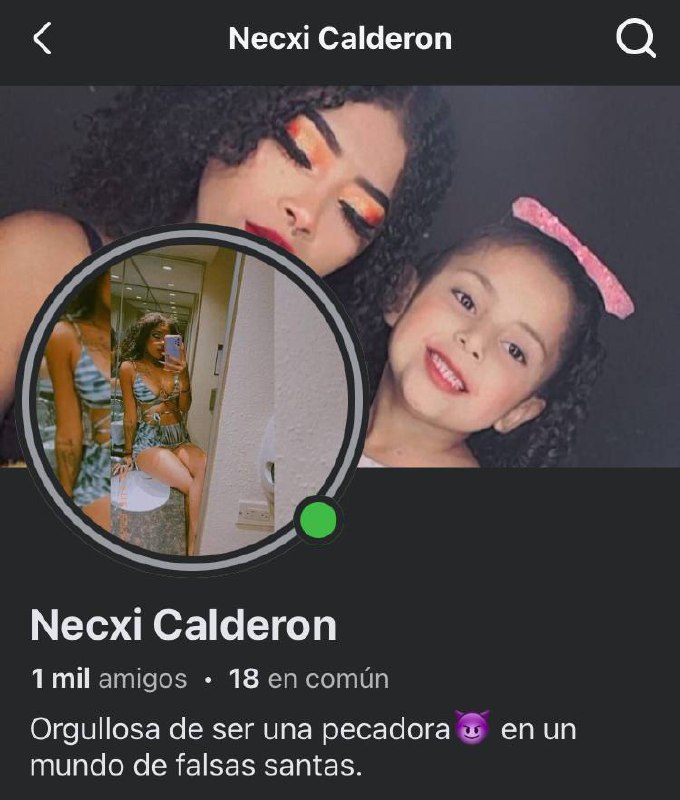 Necxi Calderon
Necxi Calderon
1 mil amigos • 18 en común
Orgullosa de ser una pecadora😈 en un
mundo de falsas santas.